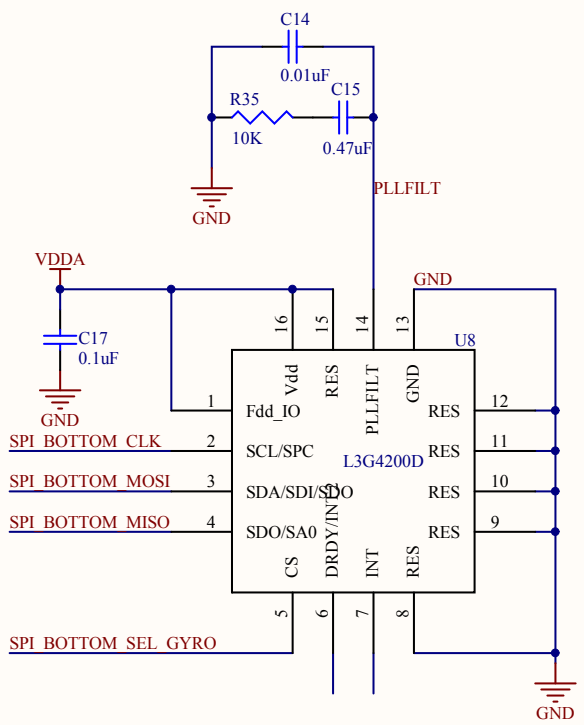 C14
0.01uF
C15
R35
10K
0.47uF
PLLFILT
GND
VDDA
GND
16
15
14
13
U8
C17
0.1uF
GND
Vdd
RES
PLLFILT
GND
1
Fdd_IO
RES
12
SPI_BOTTOM_CLK
2
SCL/SPC
RES
11
L3G4200D
SPI_BOTTOM_MOSI
3
SDA/SDI/SDO
RES
10
SPI_BOTTOM_MISO
4
SDO/SA0
RES
9
CS
DRDY/INT2
INT
RES
5
6
7
8
SPI_BOTTOM_SEL_GYRO
GND